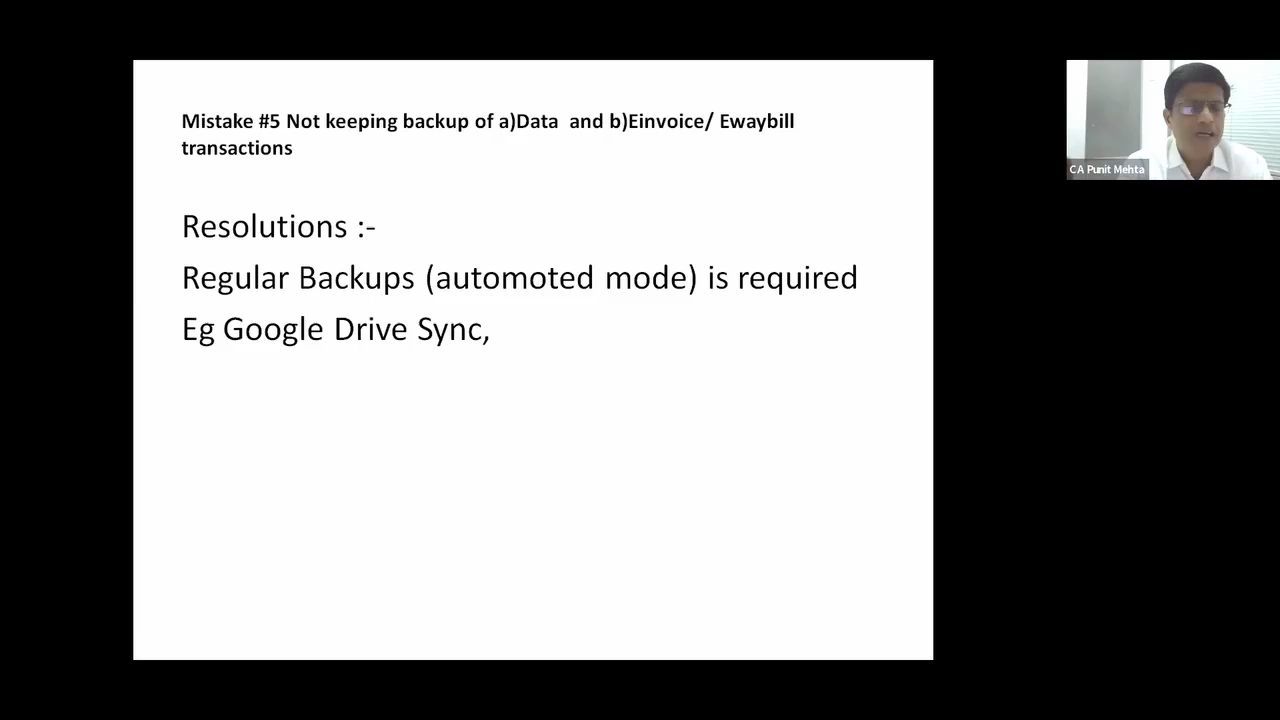 Mistake #5 Not keeping backup of a)Data and b)Einvoice/ Ewaybill
transactions
Resolutions :-
Regular Backups (automoted mode) is required
Eg Google Drive Sync,
CA Punit Mehta